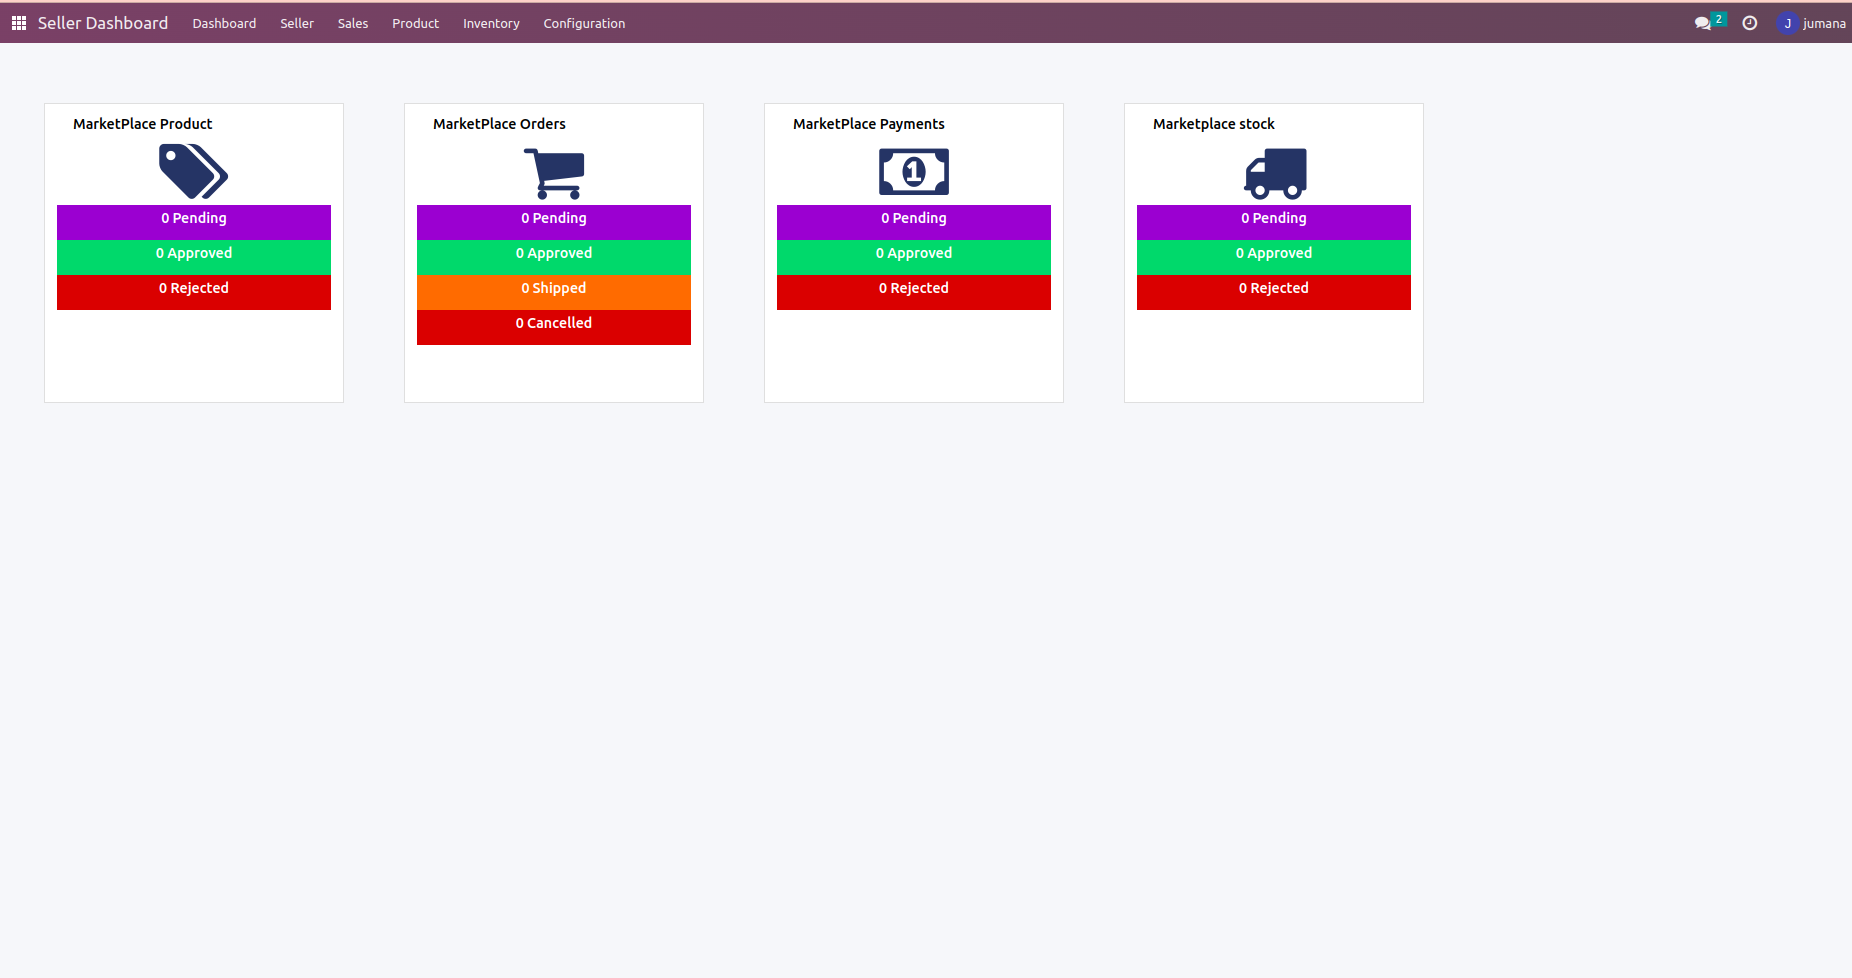 Seller Dashboard Dashboard Seller Sales Product Inventory Configuration 2 J jumana
MarketPlace Product
0 Pending
0 Approved
0 Rejected
MarketPlace Orders
0 Pending
0 Approved
0 Shipped
0 Cancelled
MarketPlace Payments
1
0 Pending
0 Approved
0 Rejected
Marketplace stock
0 Pending
0 Approved
0 Rejected